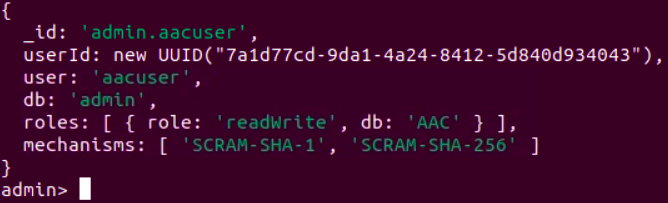 {
  _id: 'admin.aacuser',
  userId: new UUID("7a1d77cd-9da1-4a24-8412-5d840d934043"),
  user: 'aacuser',
  db: 'admin',
  roles: [ { role: 'readWrite', db: 'AAC' } ],
  mechanisms: [ 'SCRAM-SHA-1', 'SCRAM-SHA-256' ]
}
admin>